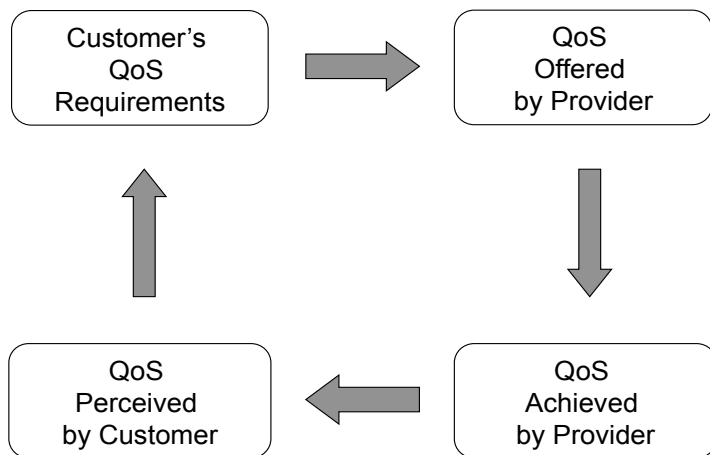 Customer’s
QoS
Requirements
QoS
Offered
by Provider
QoS
Perceived
by Customer
QoS
Achieved
by Provider